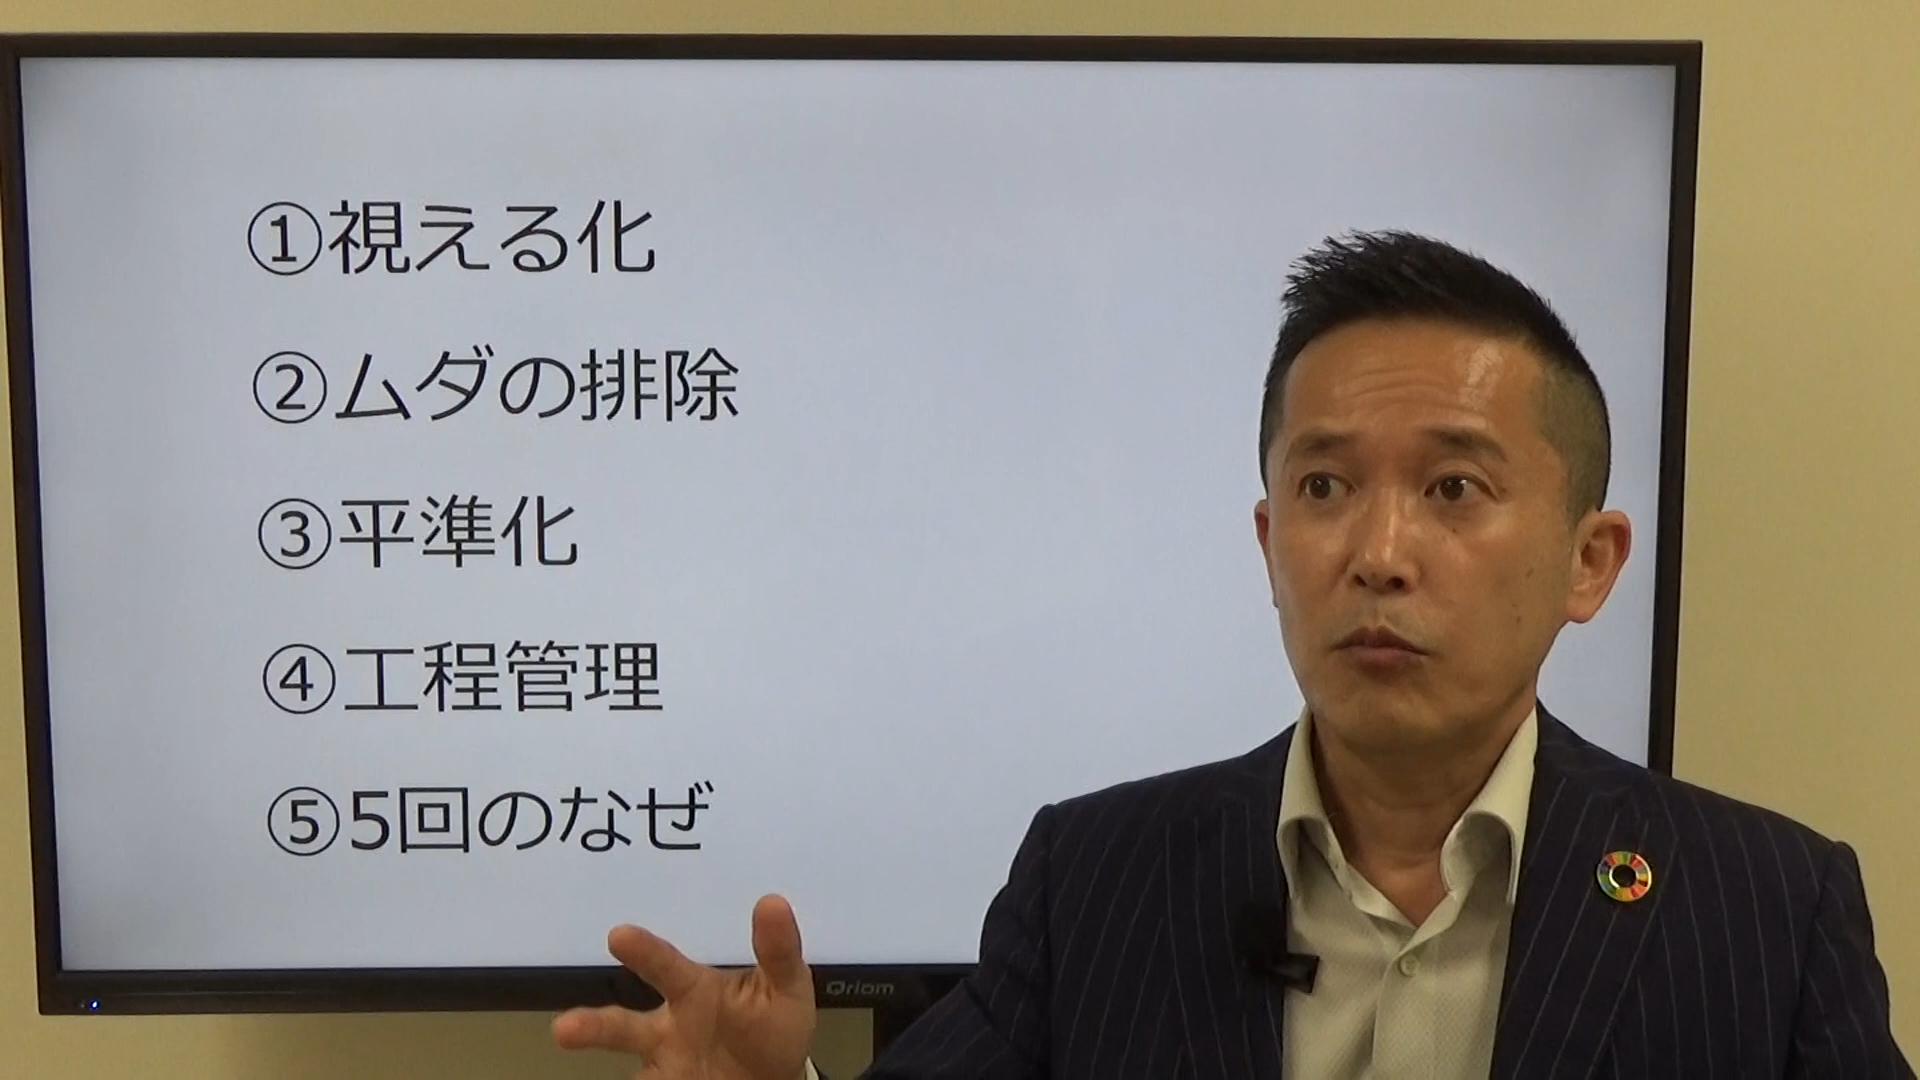 ①視える化
②ムダの排除
③平準化
④工程管理
⑤5回のなぜ
Qriom